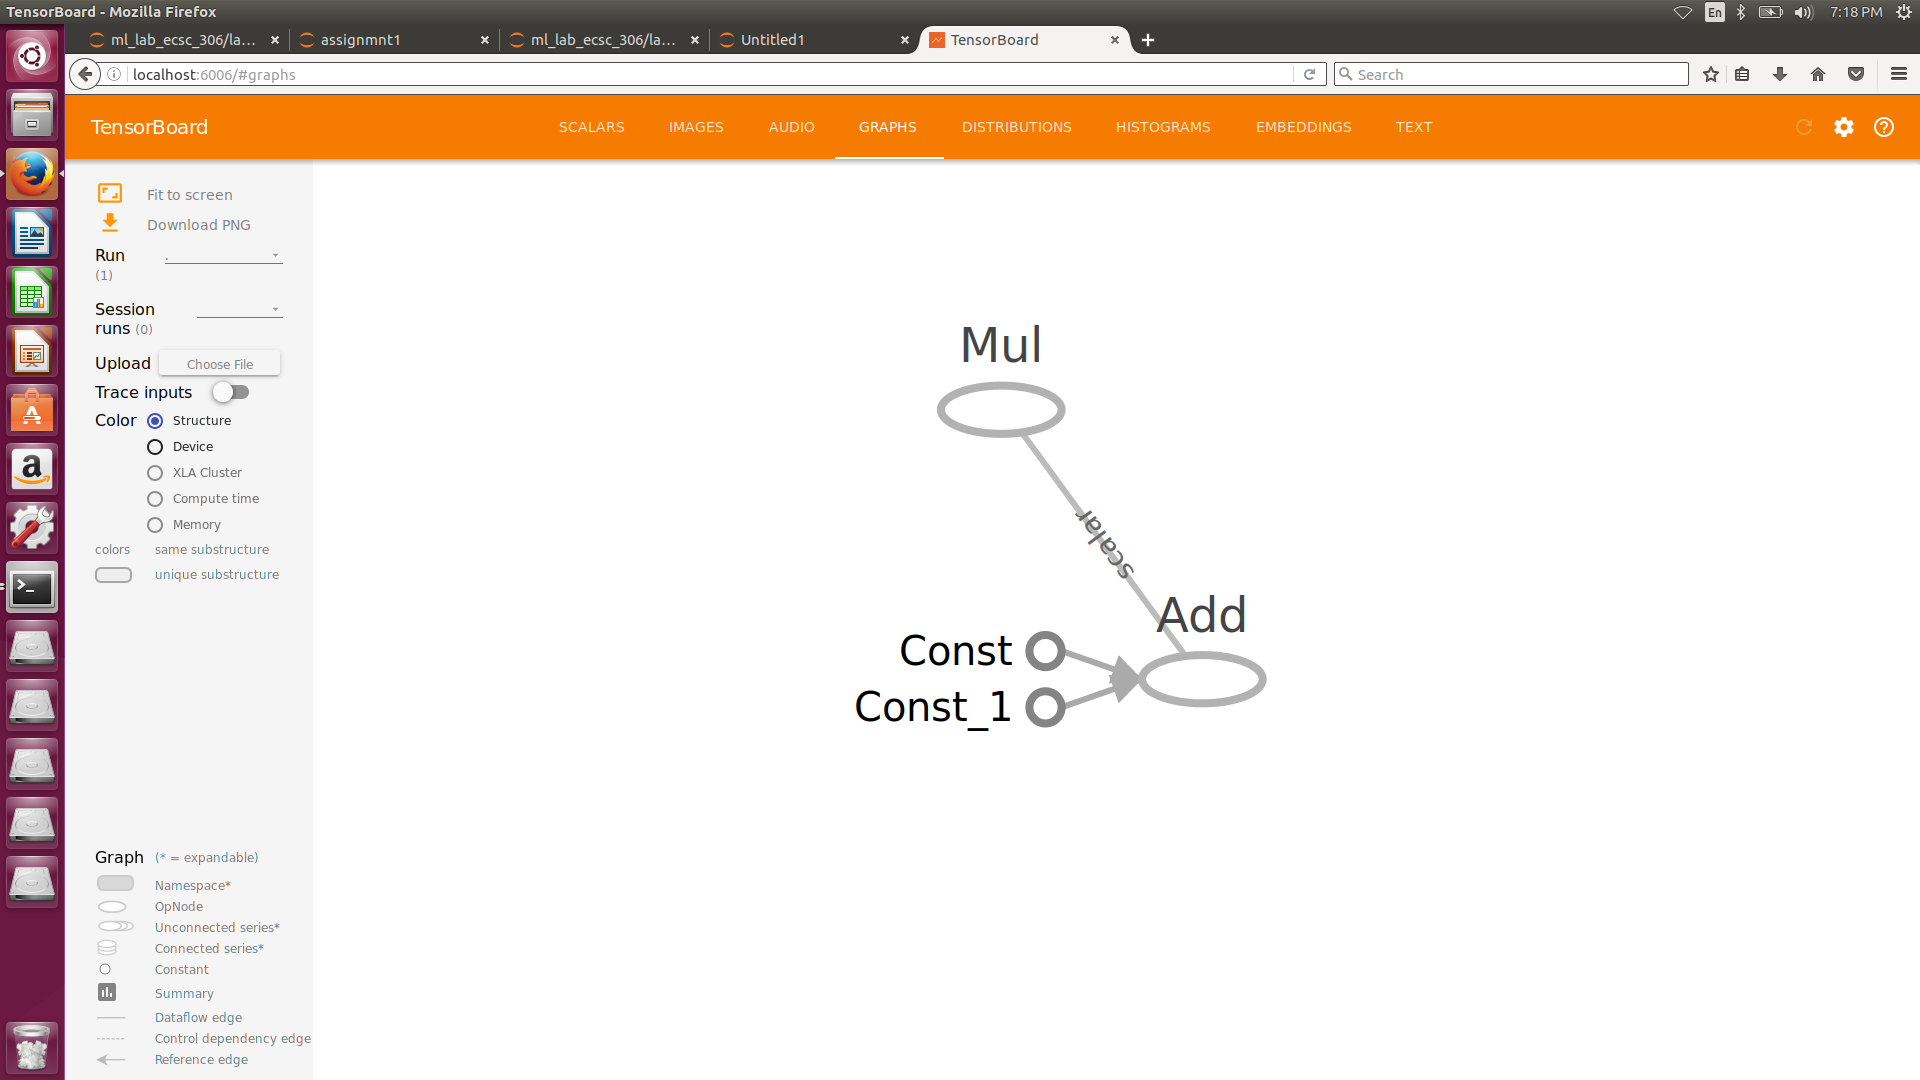 TensorBoard - Mozilla Firefox
En
7:18 PM
ml_lab_ecsc_306/la...
assignmnt1
ml_lab_ecsc_306/la...
Untitled1
TensorBoard
localhost:6006/#graphs
Search
TensorBoard
SCALARS
IMAGES
AUDIO
GRAPHS
DISTRIBUTIONS
HISTOGRAMS
EMBEDDINGS
TEXT
Fit to screen
Download PNG
Run
(1)
.
Session
runs (0)
Upload
Choose File
Trace inputs
Color
Structure
Device
XLA Cluster
Compute time
Memory
colors
same substructure
unique substructure
Mul
scalar
Add
Const
Const_1
Graph
(* = expandable)
Namespace*
OpNode
Unconnected series*
Connected series*
Constant
Summary
Dataflow edge
Control dependency edge
Reference edge